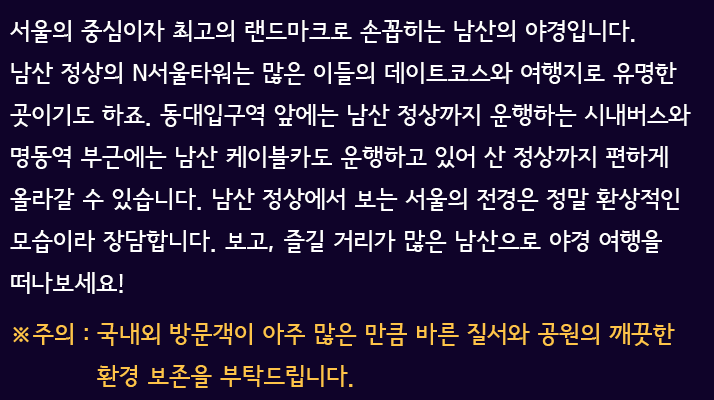 서울의 중심이자 최고의 랜드마크로 손꼽히는 남산의 야경입니다.
남산 정상의 N서울타워는 많은 이들의 데이트코스와 여행지로 유명한
곳이기도 하죠. 동대입구역 앞에는 남산 정상까지 운행하는 시내버스와
명동역 부근에는 남산 케이블카도 운행하고 있어 산 정상까지 편하게
올라갈 수 있습니다. 남산 정상에서 보는 서울의 전경은 정말 환상적인
모습이라 장담합니다. 보고, 즐길 거리가 많은 남산으로 야경 여행을
떠나보세요!
※주의 : 국내외 방문객이 아주 많은 만큼 바른 질서와 공원의 깨끗한
환경 보존을 부탁드립니다.